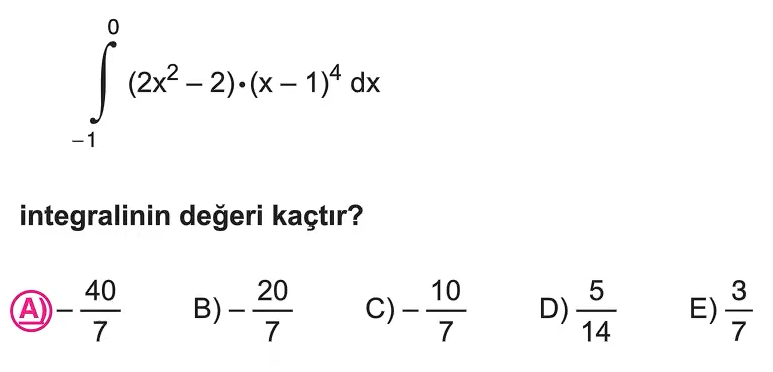 0
∫ (2x² – 2)·(x – 1)⁴ dx
–1
integralinin değeri kaçtır?
A) – 40/7 B) – 20/7 C) – 10/7 D) 5/14 E) 3/7